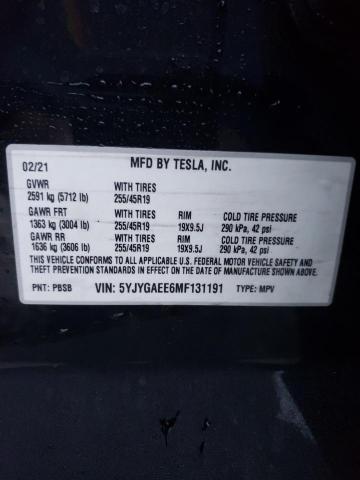 02/21 MFD BY TESLA, INC.
GVWR WITH TIRES
2591 kg (5712 lb) 255/45R19
GAWR FRT WITH TIRES RIM COLD TIRE PRESSURE
1363 kg (3004 lb) 255/45R19 19X9.5J 290 kPa, 42 psi
GAWR RR WITH TIRES RIM COLD TIRE PRESSURE
1636 kg (3606 lb) 255/45R19 19X9.5J 290 kPa, 42 psi
THIS VEHICLE CONFORMS TO ALL APPLICABLE U.S. FEDERAL MOTOR VEHICLE SAFETY AND
THEFT PREVENTION STANDARDS IN EFFECT ON THE DATE OF MANUFACTURE SHOWN ABOVE.
PNT: PBSB VIN: 5YJYGAEE6MF131191 TYPE: MPV